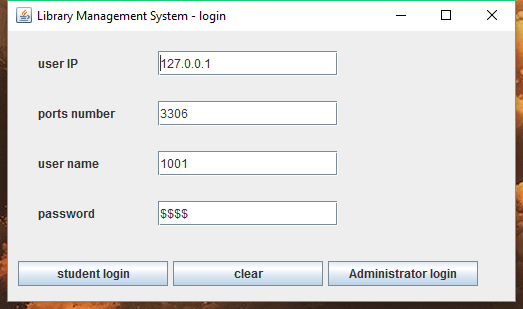 Library Management System - login
user IP 127.0.0.1
ports number 3306
user name 1001
password $$$$
student login clear Administrator login